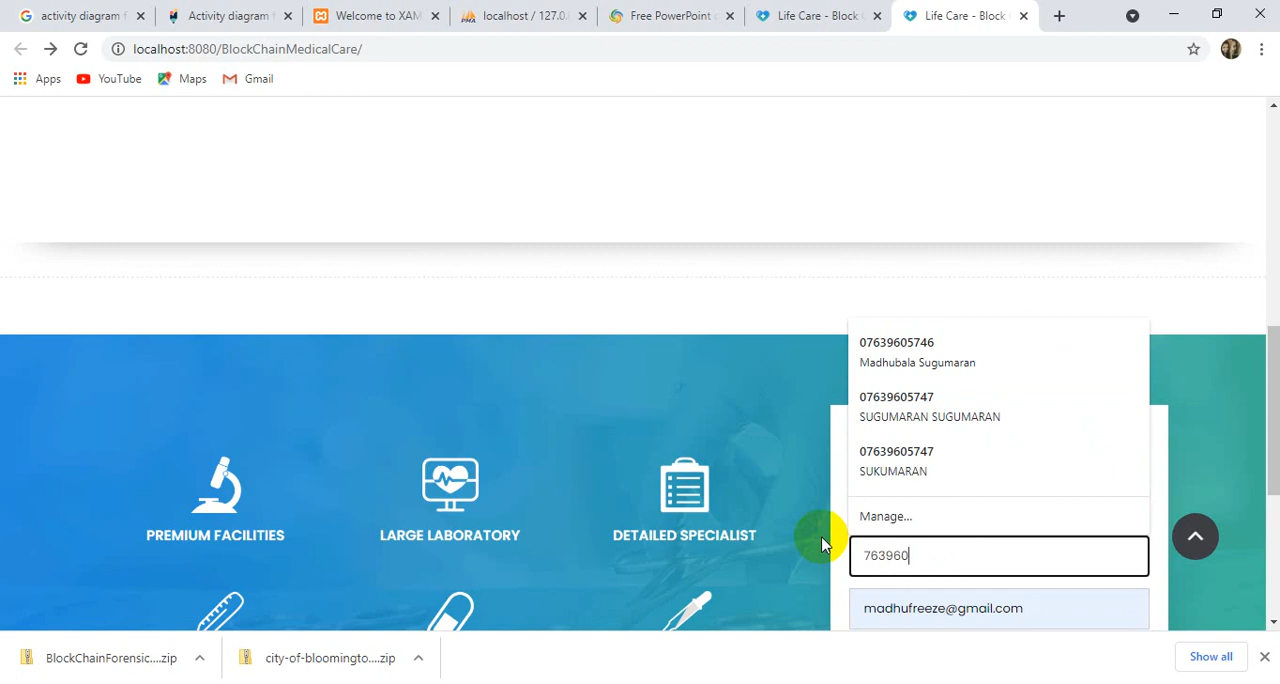 activity diagram f
Activity diagram
Welcome to XAM
localhost / 127.0.
Free PowerPoint
Life Care - Block
Life Care - Block
localhost:8080/BlockChainMedicalCare/
Apps
YouTube
Maps
Gmail
07639605746
Madhubala Sugumaran
07639605747
SUGUMARAN SUGUMARAN
07639605747
SUKUMARAN
Manage...
763960
madhufreeze@gmail.com
PREMIUM FACILITIES
LARGE LABORATORY
DETAILED SPECIALIST
BlockChainForensic....zip
city-of-bloomingto....zip
Show all